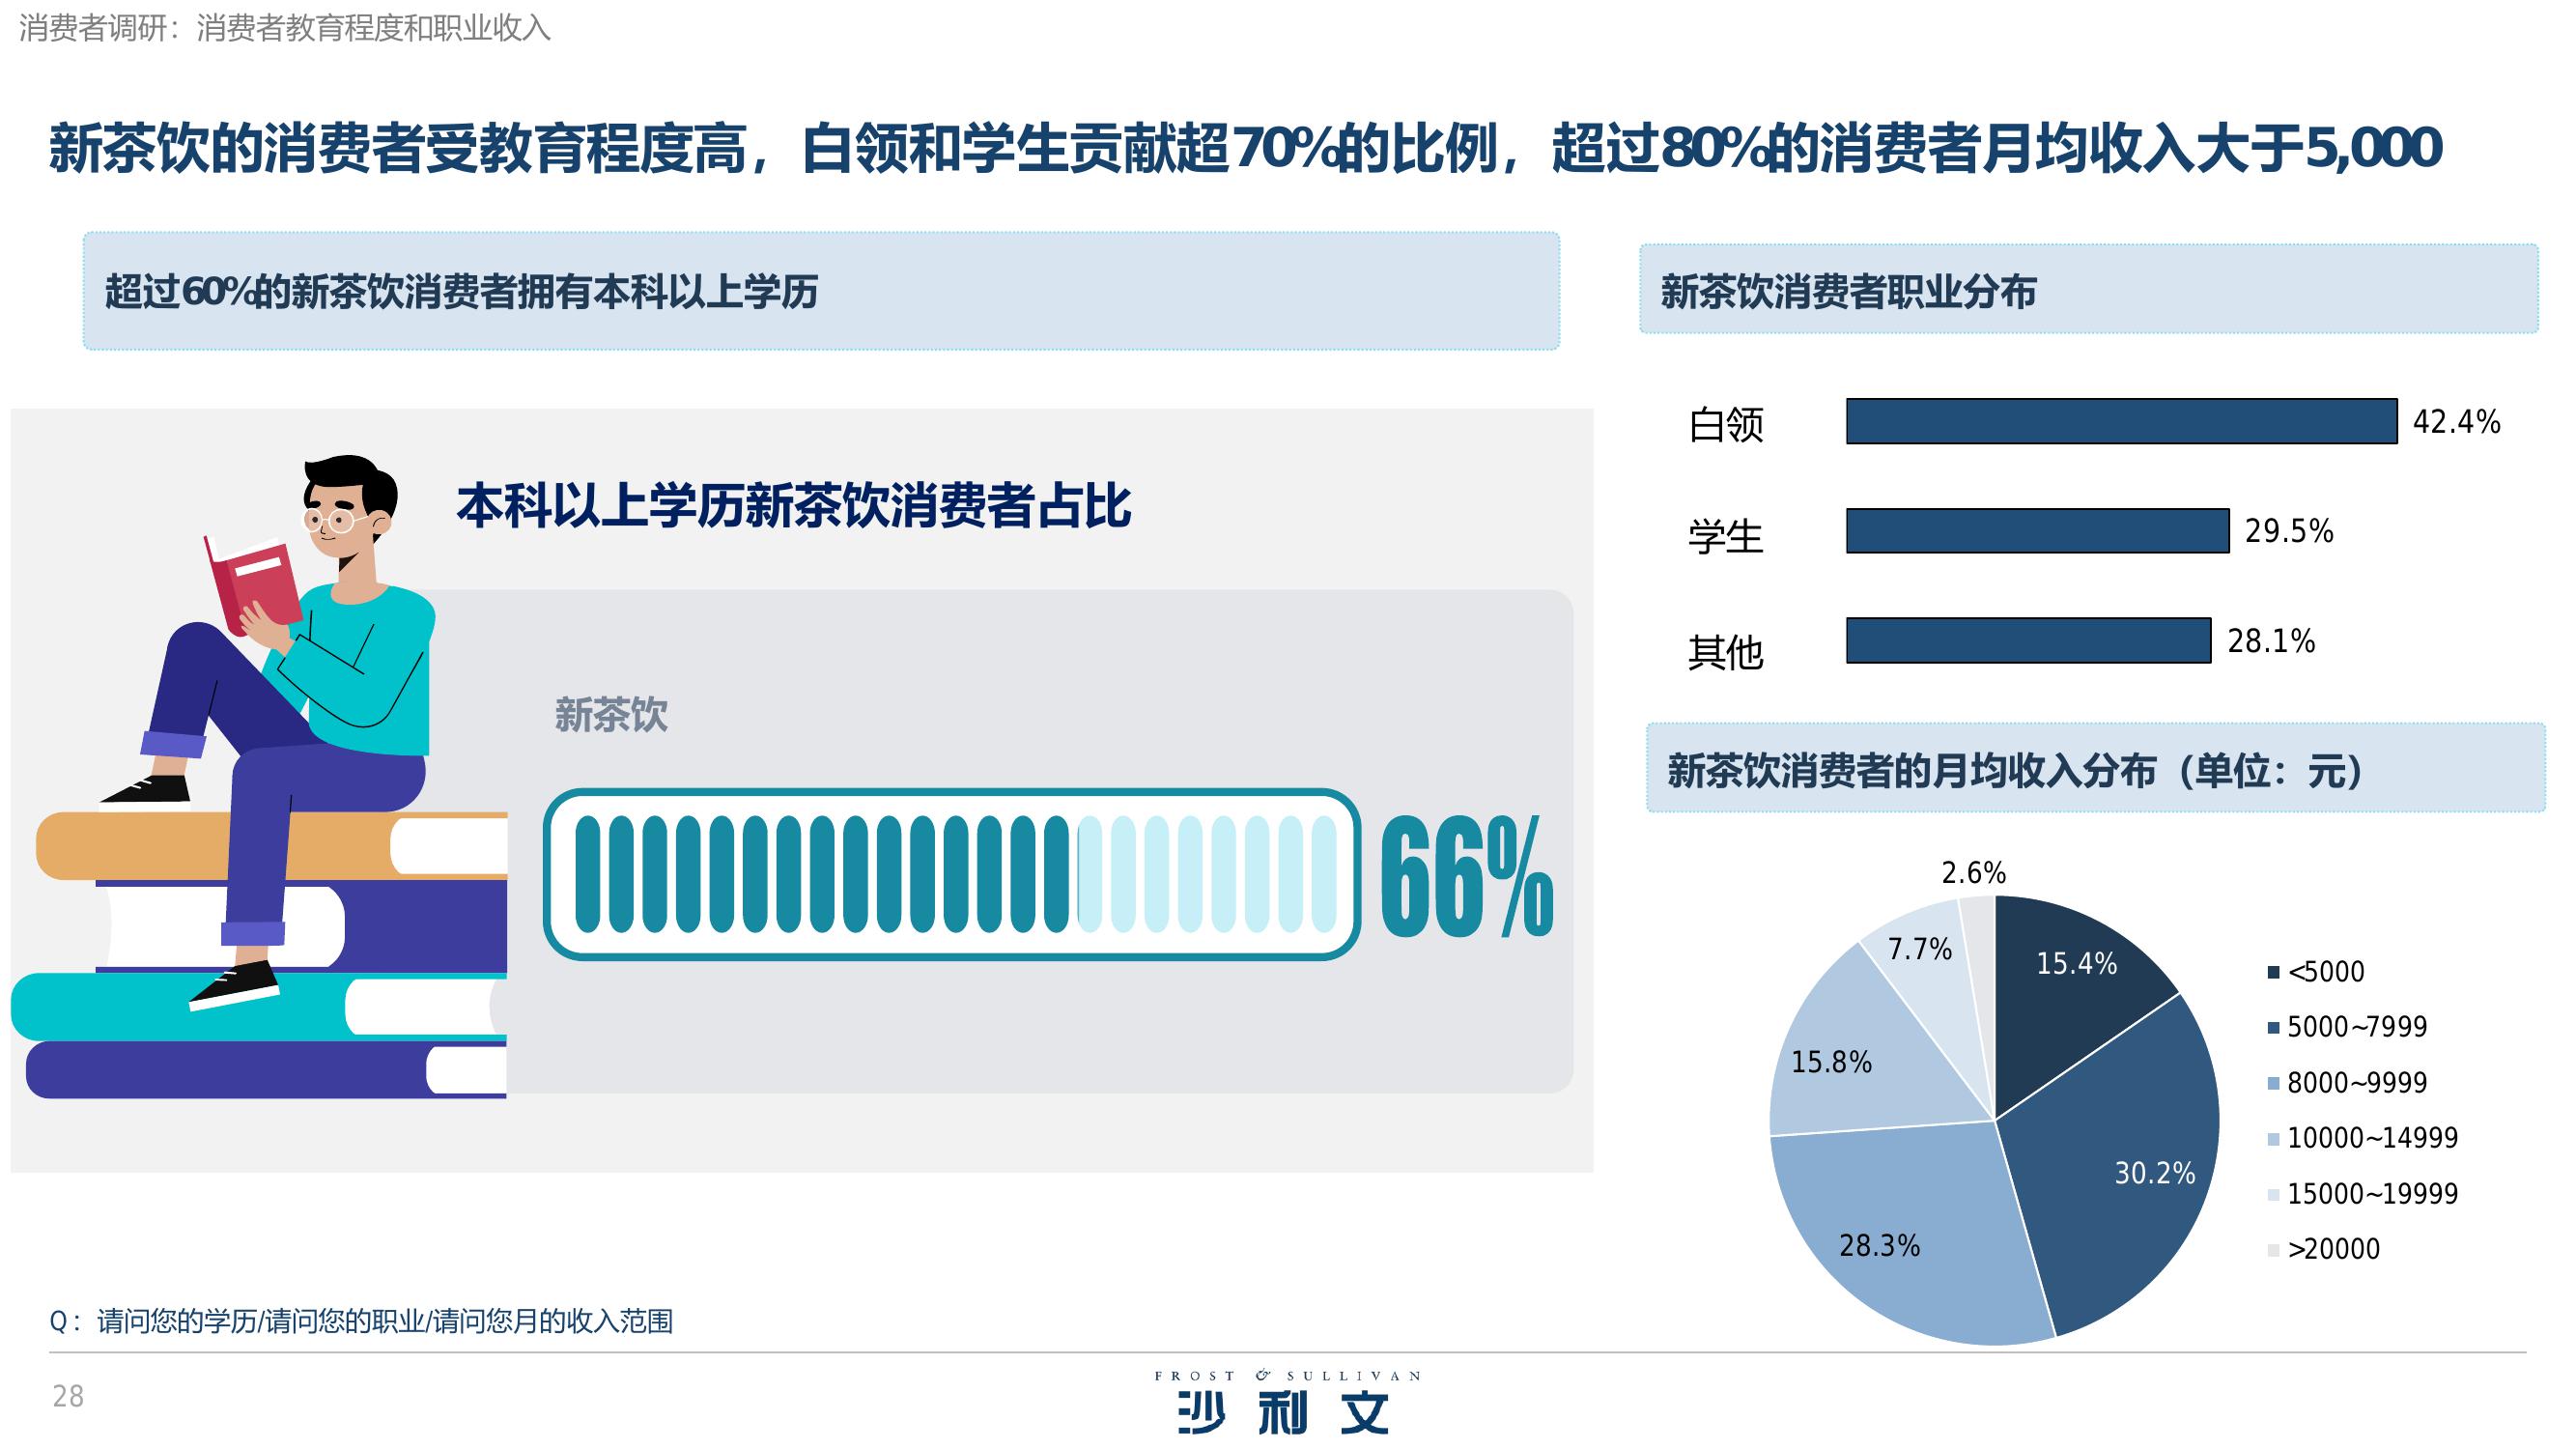 消费者调研：消费者教育程度和职业收入
新茶饮的消费者受教育程度高，白领和学生贡献超70%的比例，超过80%的消费者月均收入大于5,000
超过60%的新茶饮消费者拥有本科以上学历
本科以上学历新茶饮消费者占比
新茶饮
66%
新茶饮消费者职业分布
白领 42.4%
学生 29.5%
其他 28.1%
新茶饮消费者的月均收入分布（单位：元）
2.6%
7.7%
15.4%
15.8%
30.2%
28.3%
<5000
5000~7999
8000~9999
10000~14999
15000~19999
>20000
Q：请问您的学历/请问您的职业/请问您月的收入范围
28
FROST & SULLIVAN
沙利文